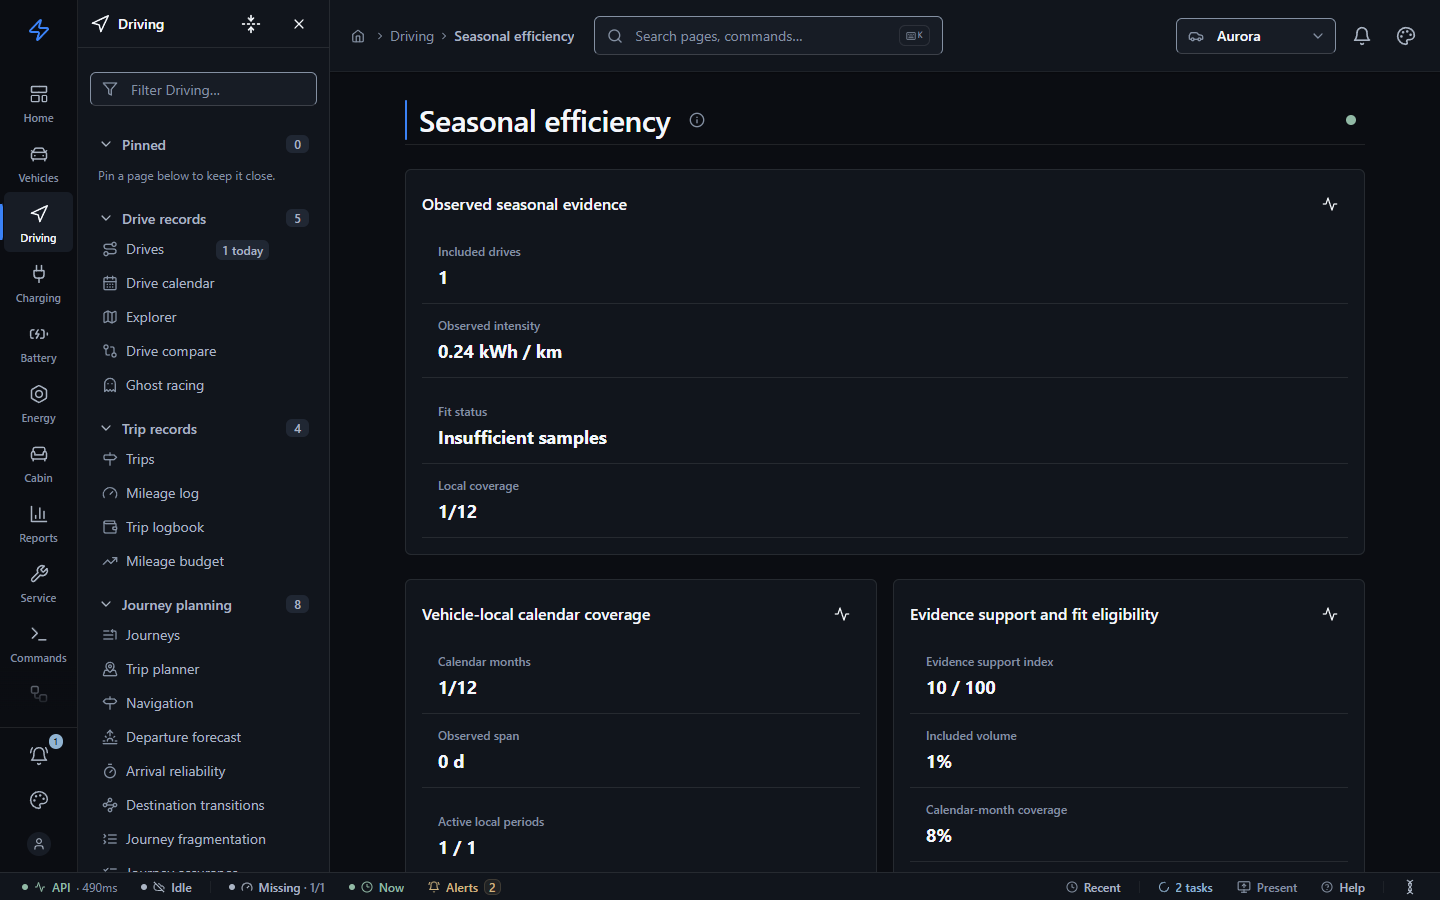 Driving
Driving
Seasonal efficiency
Search pages, commands...
K
Aurora
Home
Vehicles
Driving
Charging
Battery
Energy
Cabin
Reports
Service
Commands
1
Filter Driving...
Pinned
0
Pin a page below to keep it close.
Drive records
5
Drives
1 today
Drive calendar
Explorer
Drive compare
Ghost racing
Trip records
4
Trips
Mileage log
Trip logbook
Mileage budget
Journey planning
8
Journeys
Trip planner
Navigation
Departure forecast
Arrival reliability
Destination transitions
Journey fragmentation
Seasonal efficiency
Observed seasonal evidence
Included drives
1
Observed intensity
0.24 kWh / km
Fit status
Insufficient samples
Local coverage
1/12
Vehicle-local calendar coverage
Calendar months
1/12
Observed span
0 d
Active local periods
1 / 1
Evidence support and fit eligibility
Evidence support index
10 / 100
Included volume
1%
Calendar-month coverage
8%
API · 490ms
Idle
Missing · 1/1
Now
Alerts 2
Recent
2 tasks
Present
Help